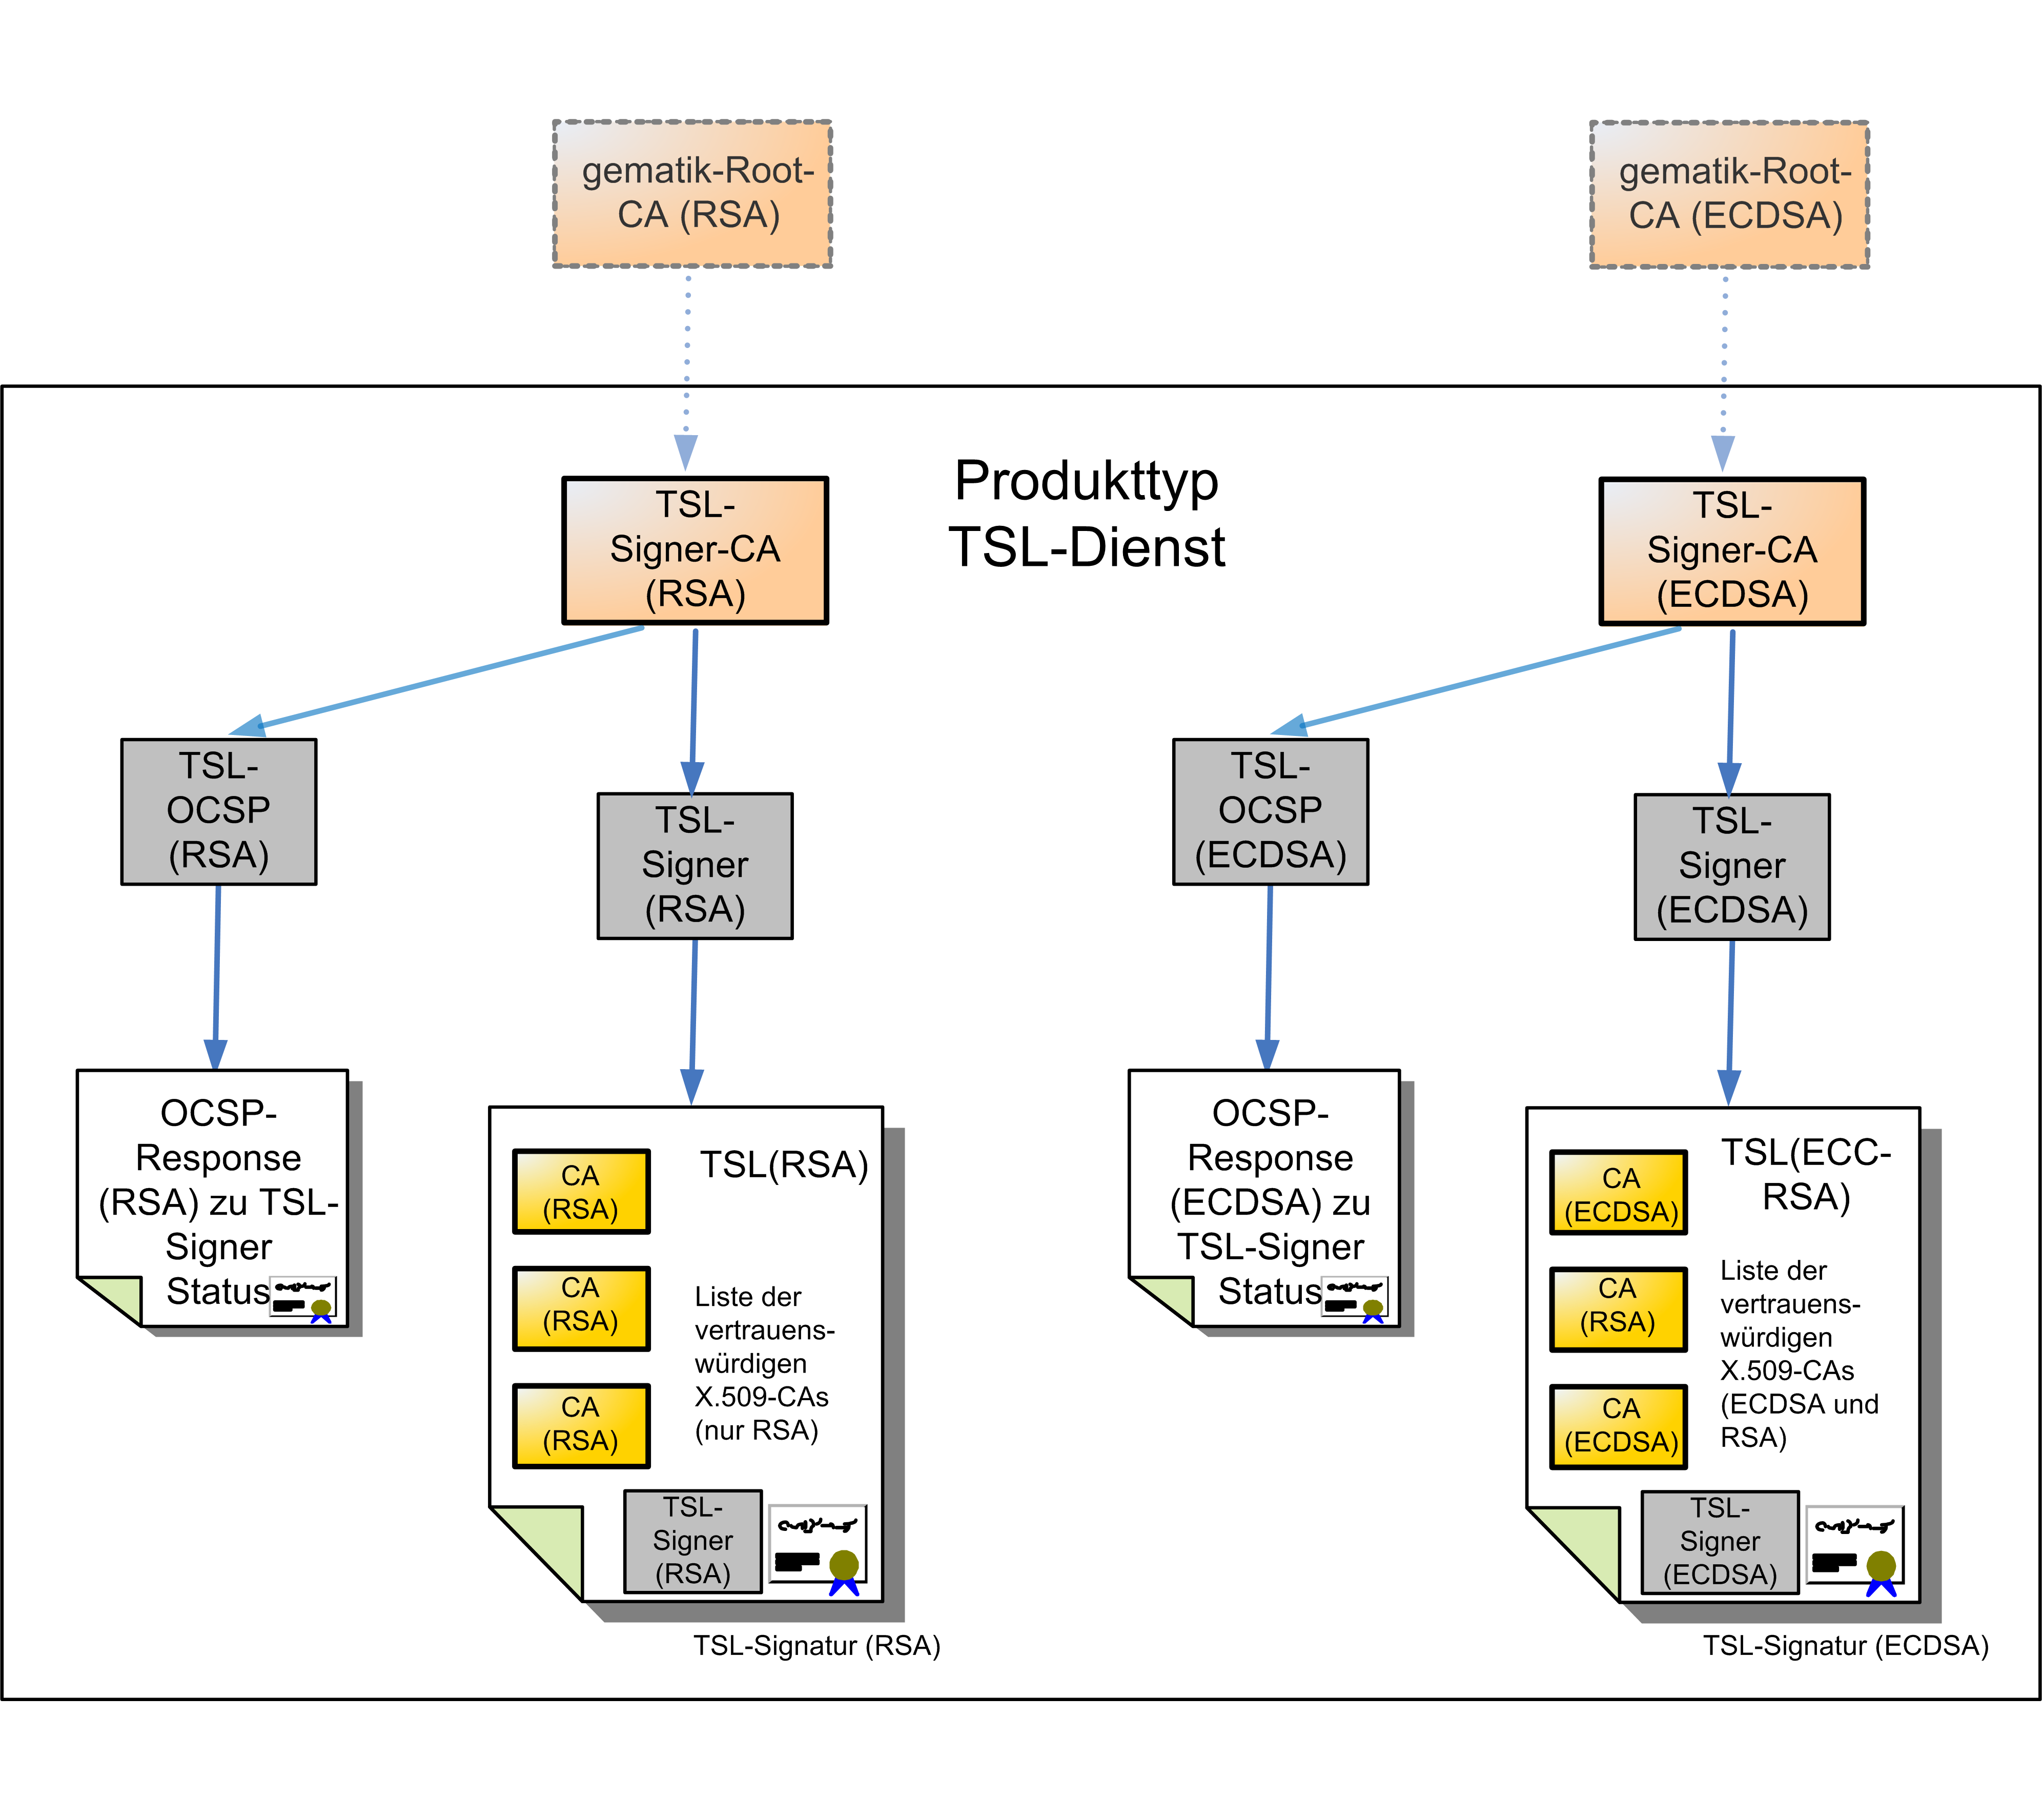 gematik-Root-
CA (RSA)
gematik-Root-
CA (ECDSA)
Produkttyp
TSL-Dienst
TSL-
Signer-CA
(RSA)
TSL-
Signer-CA
(ECDSA)
TSL-
OCSP
(RSA)
TSL-
Signer
(RSA)
TSL-
OCSP
(ECDSA)
TSL-
Signer
(ECDSA)
OCSP-
Response
(RSA) zu TSL-
Signer
Status
TSL(RSA)
CA
(RSA)
CA
(RSA)
CA
(RSA)
Liste der
vertrauens-
würdigen
X.509-CAs
(nur RSA)
TSL-
Signer
(RSA)
TSL-Signatur (RSA)
OCSP-
Response
(ECDSA) zu
TSL-Signer
Status
TSL(ECC-
RSA)
CA
(ECDSA)
CA
(RSA)
CA
(ECDSA)
Liste der
vertrauens-
würdigen
X.509-CAs
(ECDSA und
RSA)
TSL-
Signer
(ECDSA)
TSL-Signatur (ECDSA)